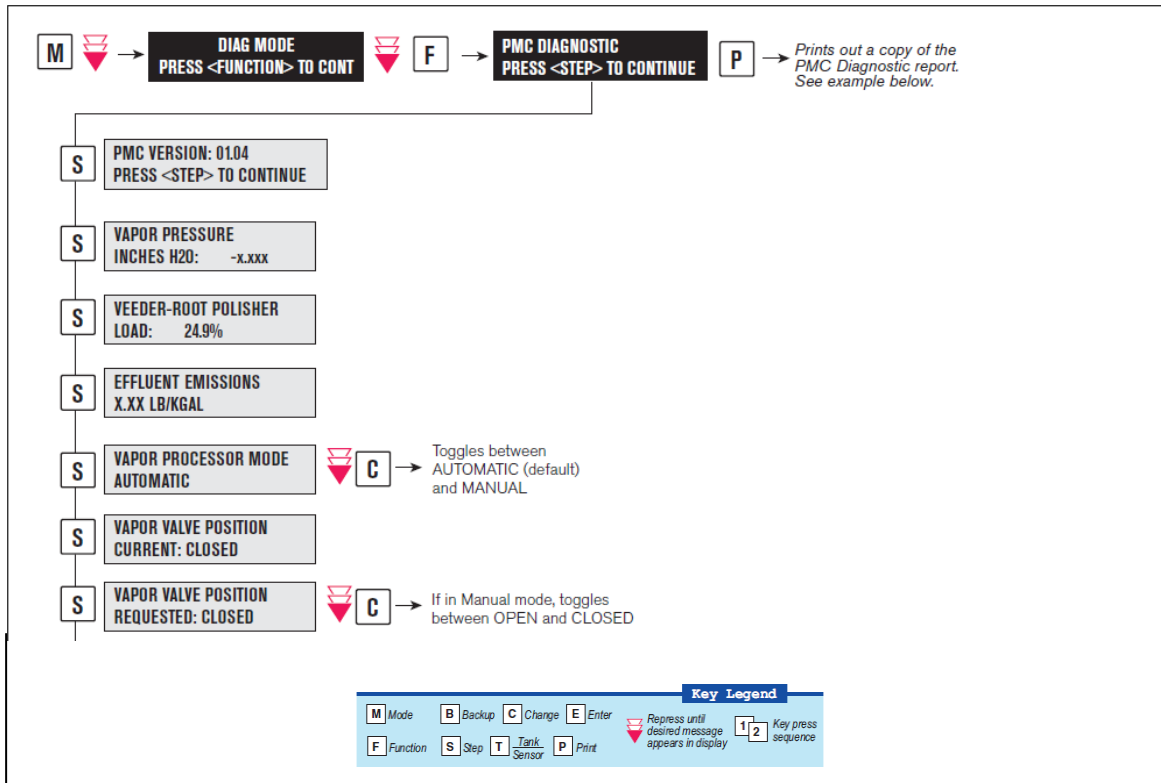 M
DIAG MODE
PRESS <FUNCTION> TO CONT
F
PMC DIAGNOSTIC
PRESS <STEP> TO CONTINUE
P
Prints out a copy of the
PMC Diagnostic report.
See example below.
S
PMC VERSION: 01.04
PRESS <STEP> TO CONTINUE
S
VAPOR PRESSURE
INCHES H2O: -x.xxx
S
VEEDER-ROOT POLISHER
LOAD: 24.9%
S
EFFLUENT EMISSIONS
X.XX LB/KGAL
S
VAPOR PROCESSOR MODE
AUTOMATIC
C
Toggles between
AUTOMATIC (default)
and MANUAL
S
VAPOR VALVE POSITION
CURRENT: CLOSED
S
VAPOR VALVE POSITION
REQUESTED: CLOSED
C
If in Manual mode, toggles
between OPEN and CLOSED
Key Legend
M Mode B Backup C Change E Enter
F Function S Step T Tank
Sensor P Print
Repress until
desired message
appears in display
1 2 Key press
sequence